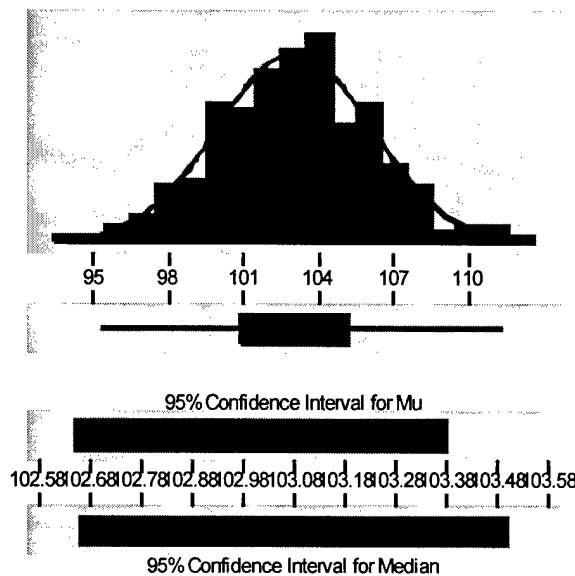 95 98 101 104 107 110
95% Confidence Interval for Mu
102.58 102.68 102.78 102.88 102.98 103.08 103.18 103.28 103.38 103.48 103.58
95% Confidence Interval for Median